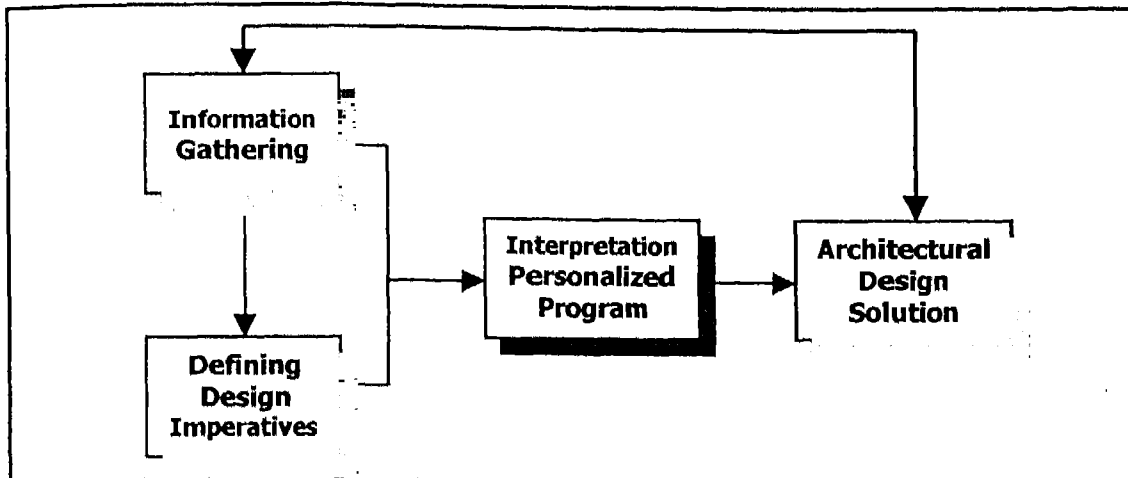 Information
Gathering
Defining
Design
Imperatives
Interpretation
Personalized
Program
Architectural
Design
Solution